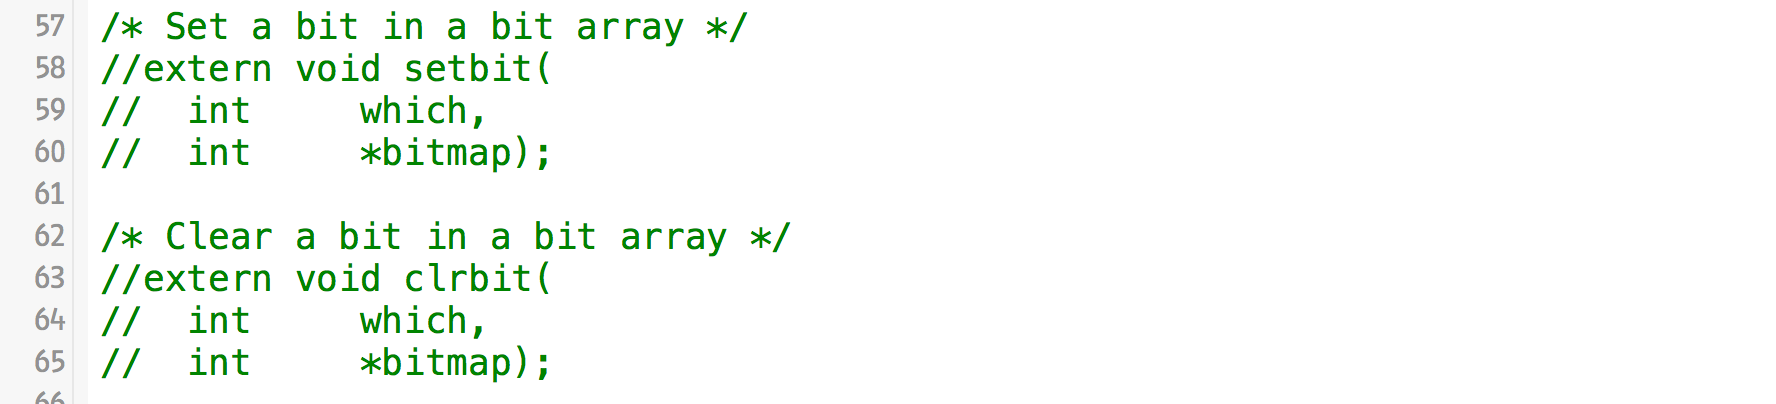 57 /* Set a bit in a bit array */
58 //extern void setbit(
59 //  int     which,
60 //  int     *bitmap);
61
62 /* Clear a bit in a bit array */
63 //extern void clrbit(
64 //  int     which,
65 //  int     *bitmap);
66